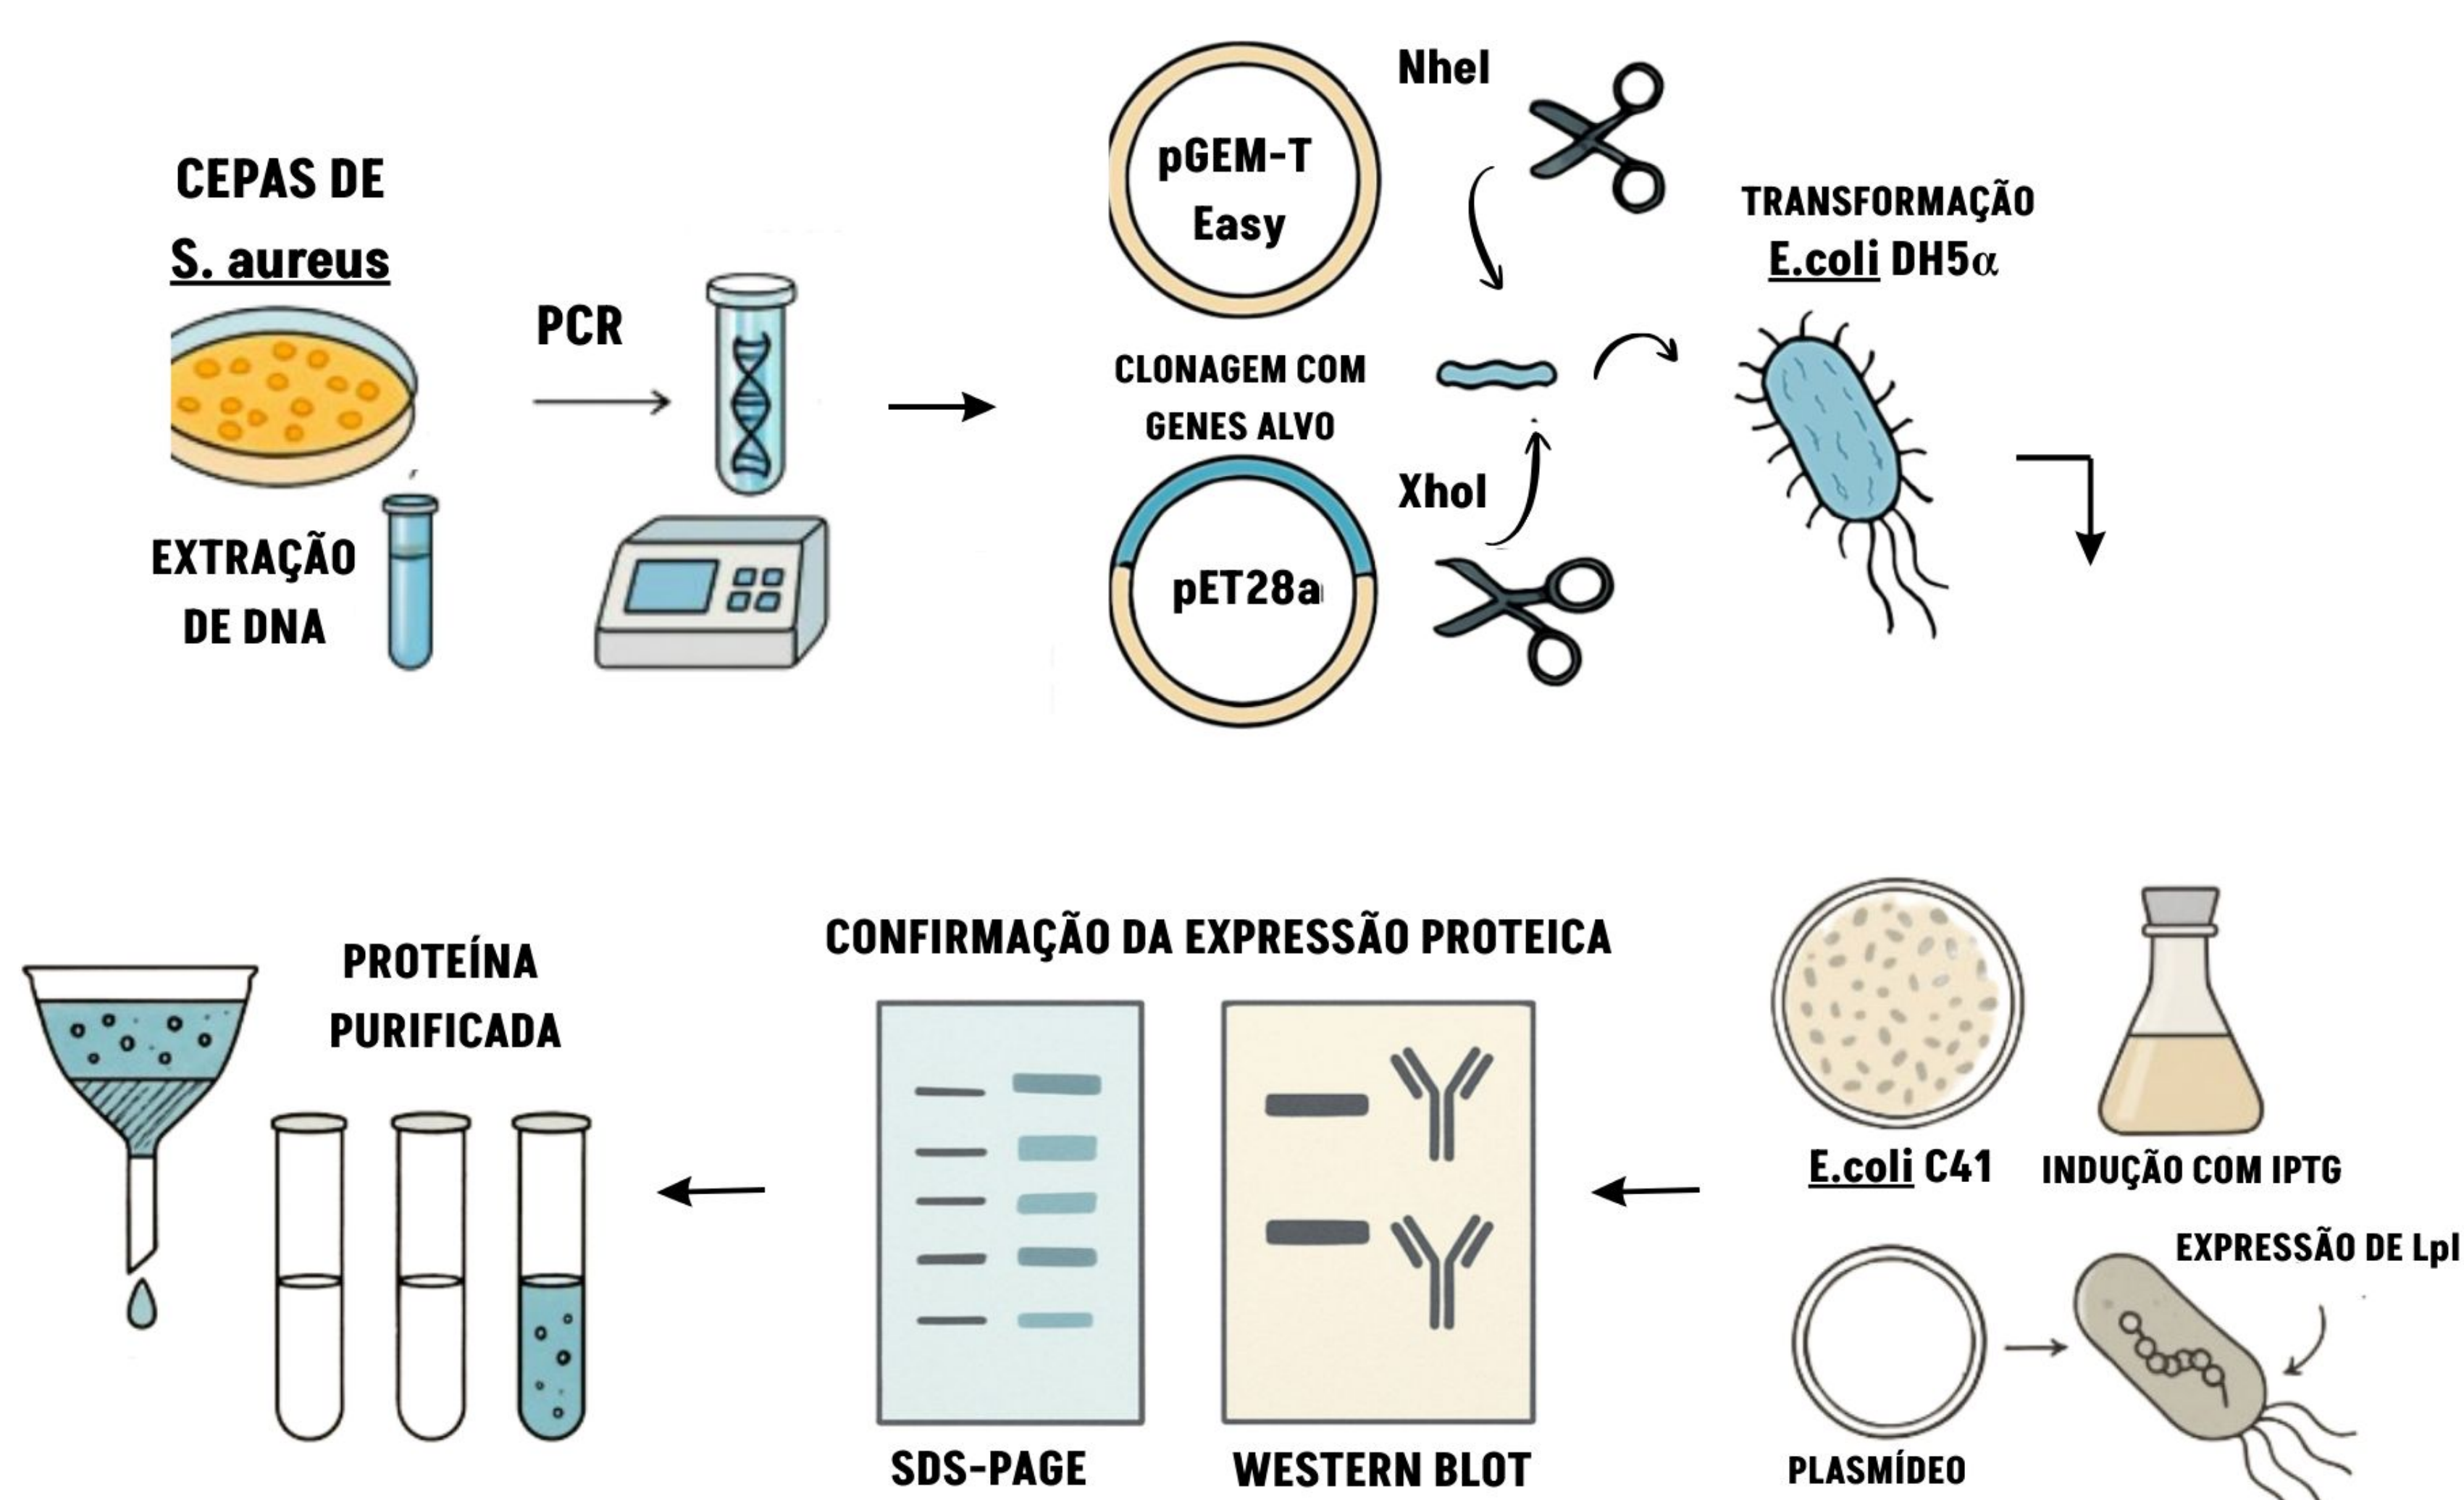 CEPAS DE
S. aureus
EXTRAÇÃO
DE DNA
PCR
pGEM-T
Easy
NheI
CLONAGEM COM
GENES ALVO
XhoI
pET28a
TRANSFORMAÇÃO
E.coli DH5α
E.coli C41
INDUÇÃO COM IPTG
EXPRESSÃO DE Lpl
PLASMÍDEO
CONFIRMAÇÃO DA EXPRESSÃO PROTEICA
SDS-PAGE
WESTERN BLOT
PROTEÍNA
PURIFICADA